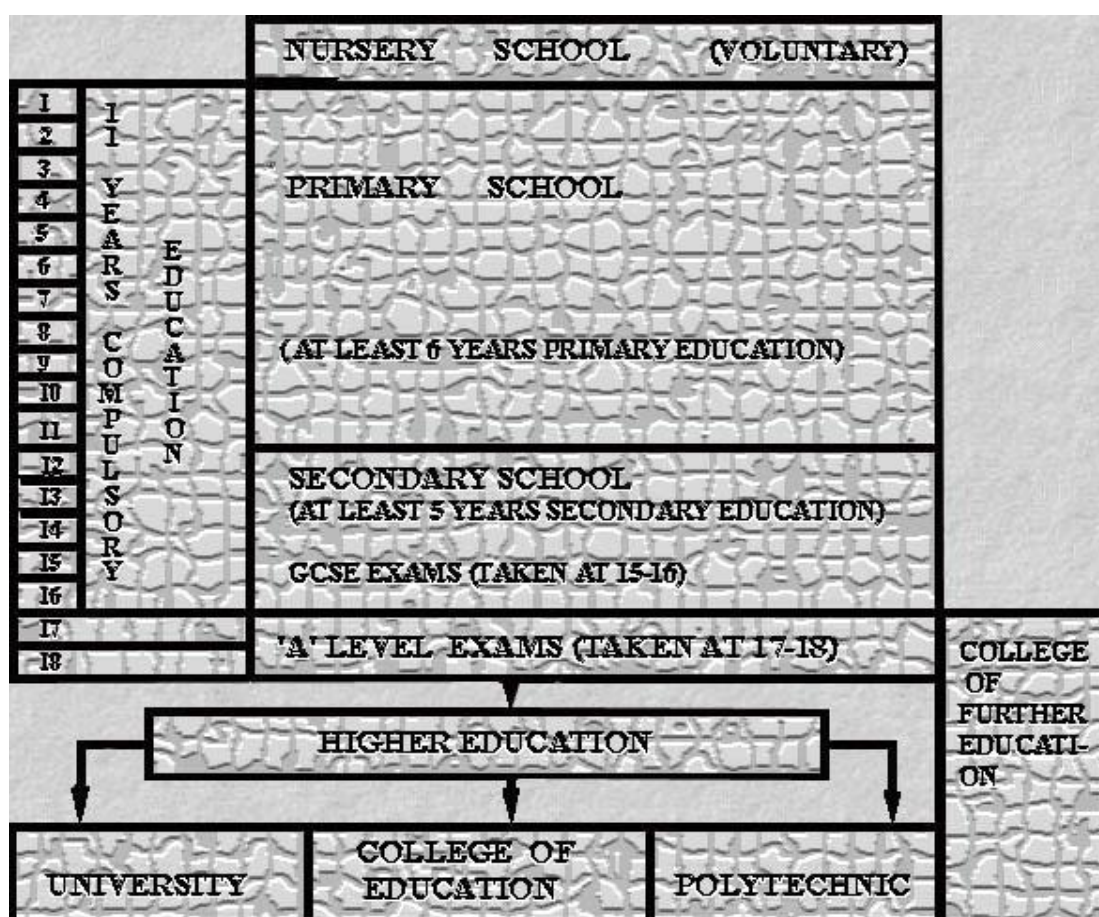 NURSERY SCHOOL (VOLUNTARY)
1
2
3
4
5
6
7
8
9
10
11
12
13
14
15
16
17
18
11 YEARS COMPULSORY
EDUCATION
PRIMARY SCHOOL
(AT LEAST 6 YEARS PRIMARY EDUCATION)
SECONDARY SCHOOL
(AT LEAST 5 YEARS SECONDARY EDUCATION)
GCSE EXAMS (TAKEN AT 15-16)
'A' LEVEL EXAMS (TAKEN AT 17-18)
COLLEGE
OF
FURTHER
EDUCATI-
ON
HIGHER EDUCATION
UNIVERSITY
COLLEGE OF
EDUCATION
POLYTECHNIC